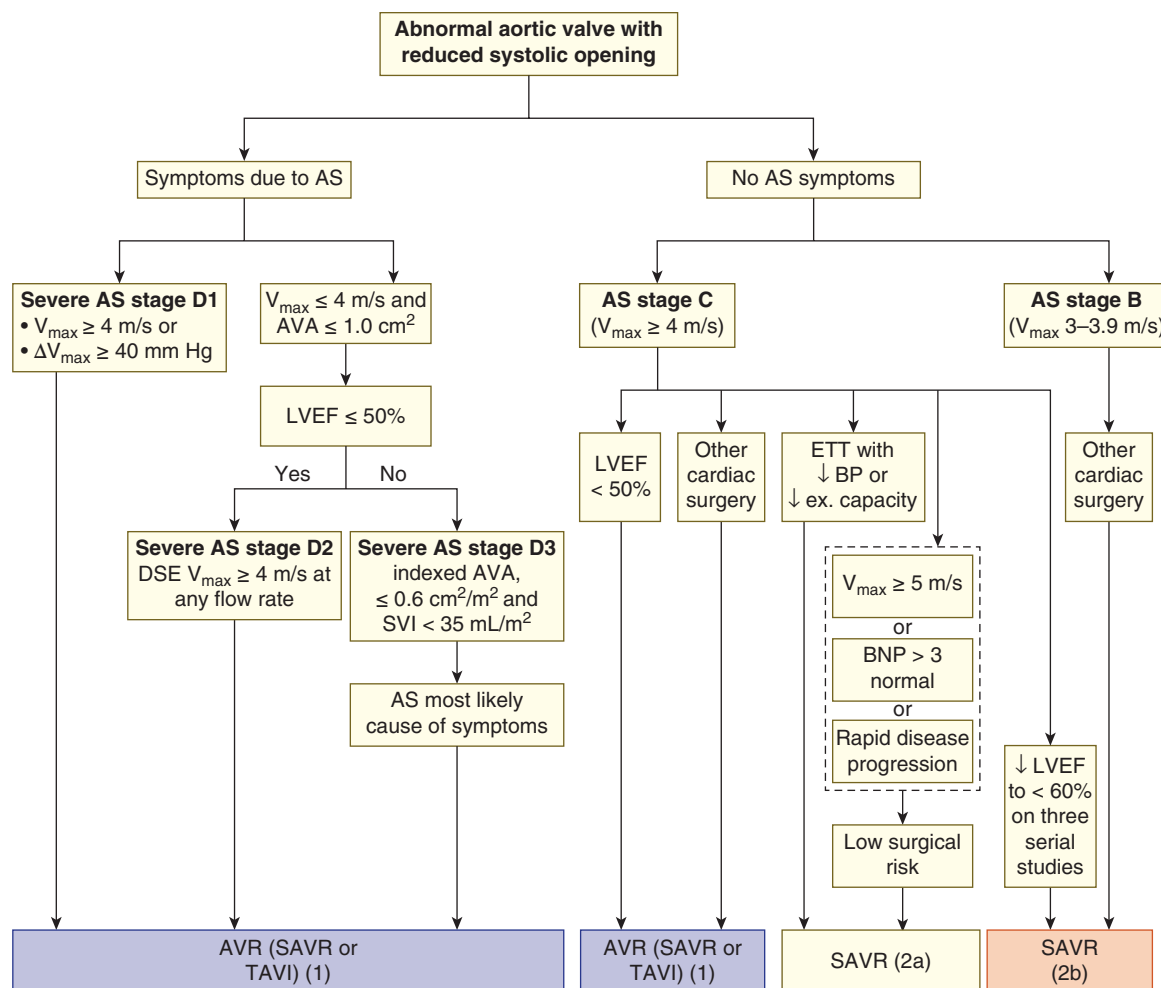 Abnormal aortic valve with
reduced systolic opening
Symptoms due to AS
No AS symptoms
Severe AS stage D1
• Vmax ≥ 4 m/s or
• ΔVmax ≥ 40 mm Hg
Vmax ≤ 4 m/s and
AVA ≤ 1.0 cm²
AS stage C
(Vmax ≥ 4 m/s)
AS stage B
(Vmax 3–3.9 m/s)
LVEF ≤ 50%
Yes
No
LVEF
< 50%
Other
cardiac
surgery
ETT with
↓ BP or
↓ ex. capacity
Other
cardiac
surgery
Severe AS stage D2
DSE Vmax ≥ 4 m/s at
any flow rate
Severe AS stage D3
indexed AVA,
≤ 0.6 cm²/m² and
SVI < 35 mL/m²
Vmax ≥ 5 m/s
or
BNP > 3
normal
or
Rapid disease
progression
AS most likely
cause of symptoms
↓ LVEF
to < 60%
on three
serial
studies
Low surgical
risk
AVR (SAVR or
TAVI) (1)
AVR (SAVR or
TAVI) (1)
SAVR (2a)
SAVR
(2b)